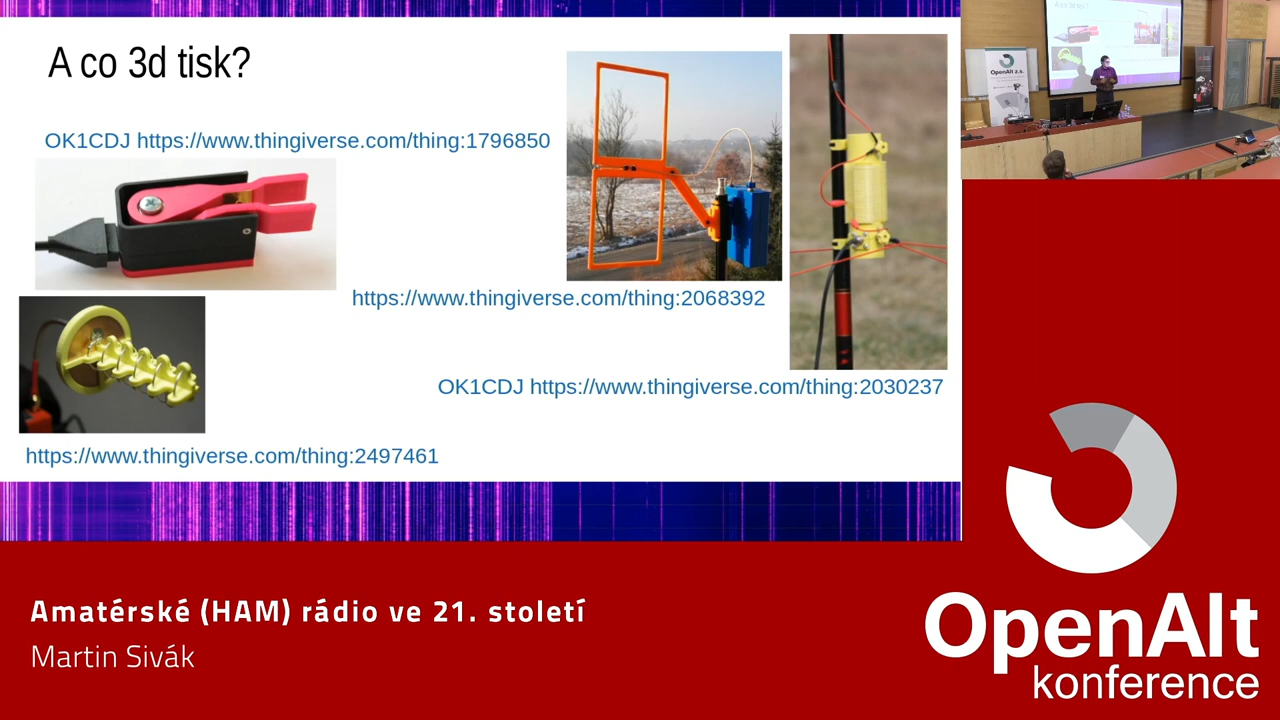 A co 3d tisk?
OK1CDJ https://www.thingiverse.com/thing:1796850
https://www.thingiverse.com/thing:2068392
OK1CDJ https://www.thingiverse.com/thing:2030237
https://www.thingiverse.com/thing:2497461
OpenAlt z.s.
Amatérské (HAM) rádio ve 21. století
Martin Sivák
OpenAlt
konference